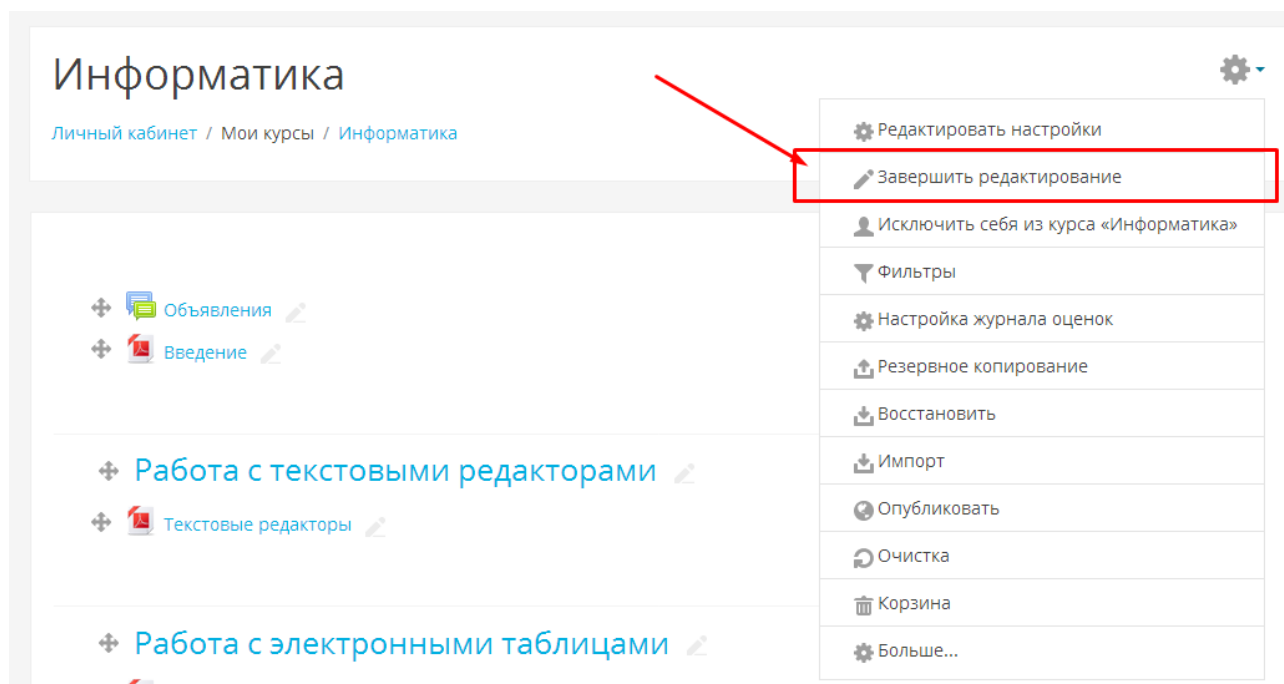 Информатика
Личный кабинет / Мои курсы / Информатика
Редактировать настройки
Завершить редактирование
Исключить себя из курса «Информатика»
Фильтры
Настройка журнала оценок
Резервное копирование
Восстановить
Импорт
Опубликовать
Очистка
Корзина
Больше...
Объявления
Введение
Работа с текстовыми редакторами
Текстовые редакторы
Работа с электронными таблицами